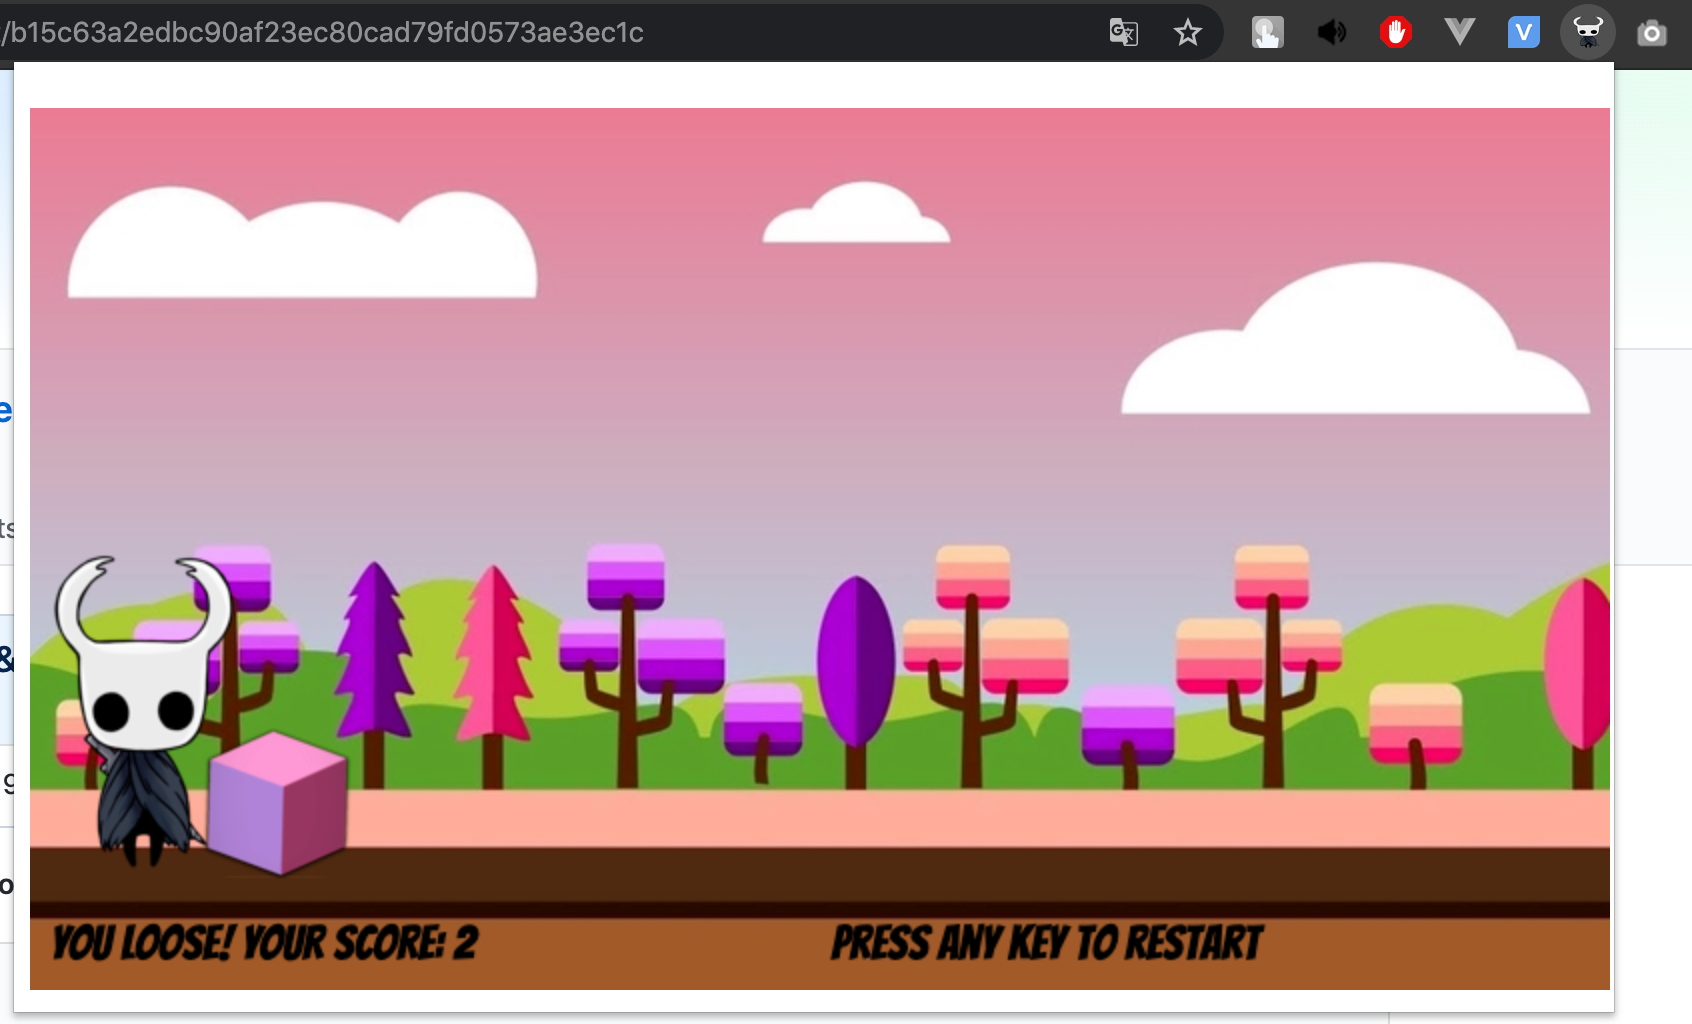 /b15c63a2edbc90af23ec80cad79fd0573ae3ec1c
G
V
e
ts
&
g
o
YOU LOOSE! YOUR SCORE: 2
PRESS ANY KEY TO RESTART